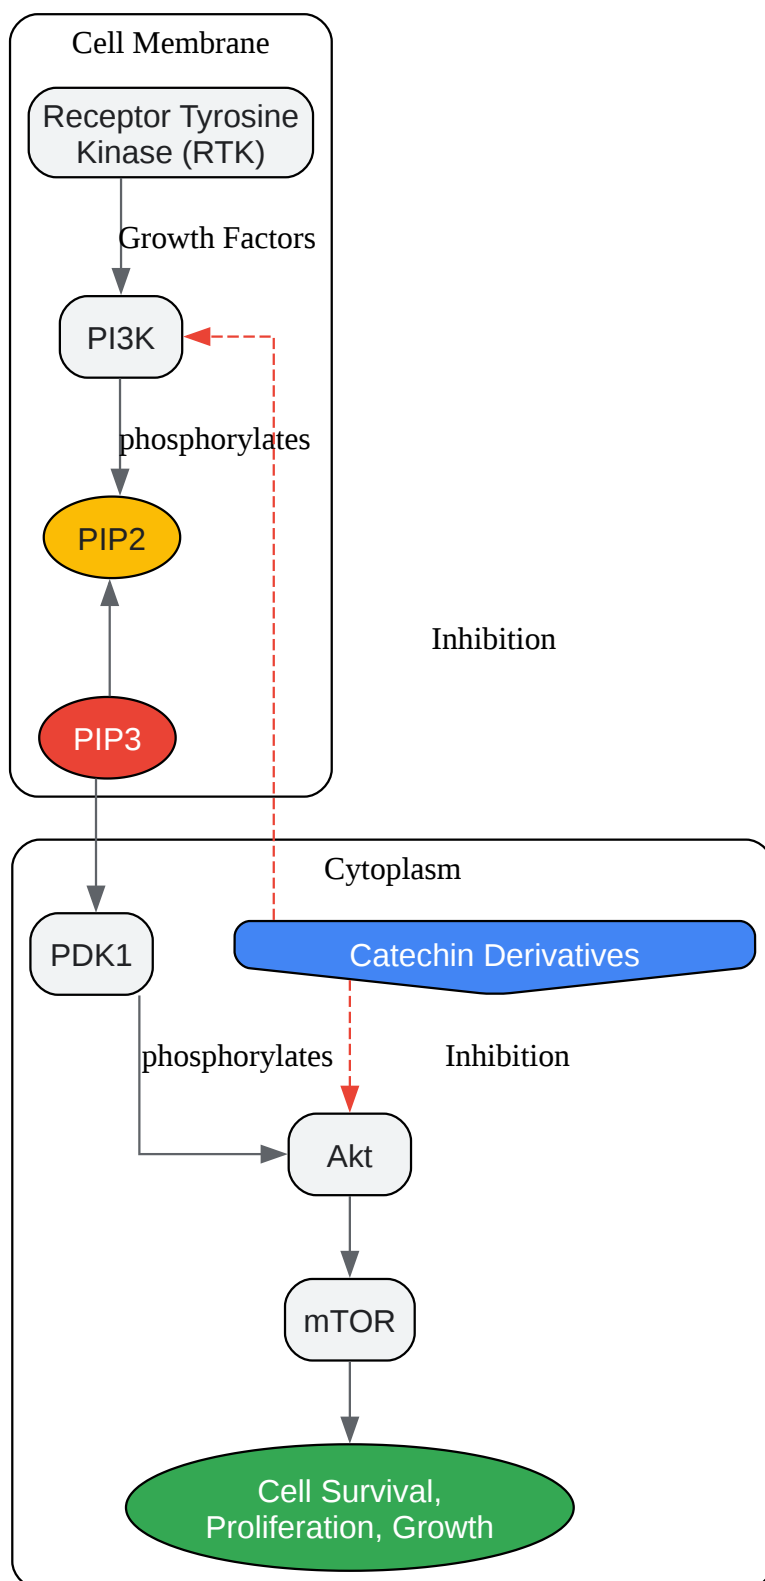 Cell Membrane
Receptor Tyrosine
Kinase (RTK)
Growth Factors
PI3K
phosphorylates
PIP2
Inhibition
PIP3
Cytoplasm
PDK1
Catechin Derivatives
phosphorylates
Inhibition
Akt
mTOR
Cell Survival,
Proliferation, Growth